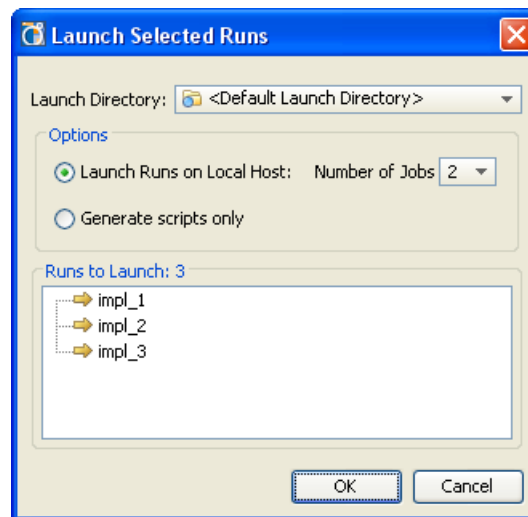 Launch Selected Runs
Launch Directory: <Default Launch Directory>
Options
Launch Runs on Local Host: Number of Jobs 2
Generate scripts only
Runs to Launch: 3
impl_1
impl_2
impl_3
OK Cancel